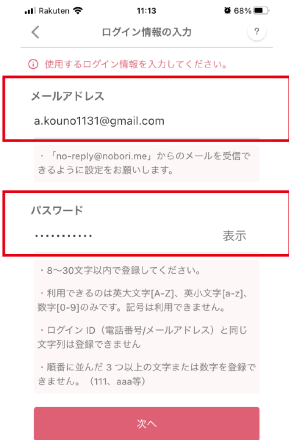 Rakuten 11:13 68%
ログイン情報の入力 ?
使用するログイン情報を入力してください。
メールアドレス
a.kouno1131@gmail.com
・「no-reply@nobori.me」からのメールを受信で
きるように設定をお願いします。
パスワード
••••••••••• 表示
・8〜30文字以内で登録してください。
・利用できるのは英大文字[A-Z]、英小文字[a-z]、
数字[0-9]のみです。記号は利用できません。
・ログイン ID（電話番号/メールアドレス）と同じ
文字列は登録できません
・順番に並んだ 3 つ以上の文字または数字を登録で
きません。（111、aaa等）
次へ